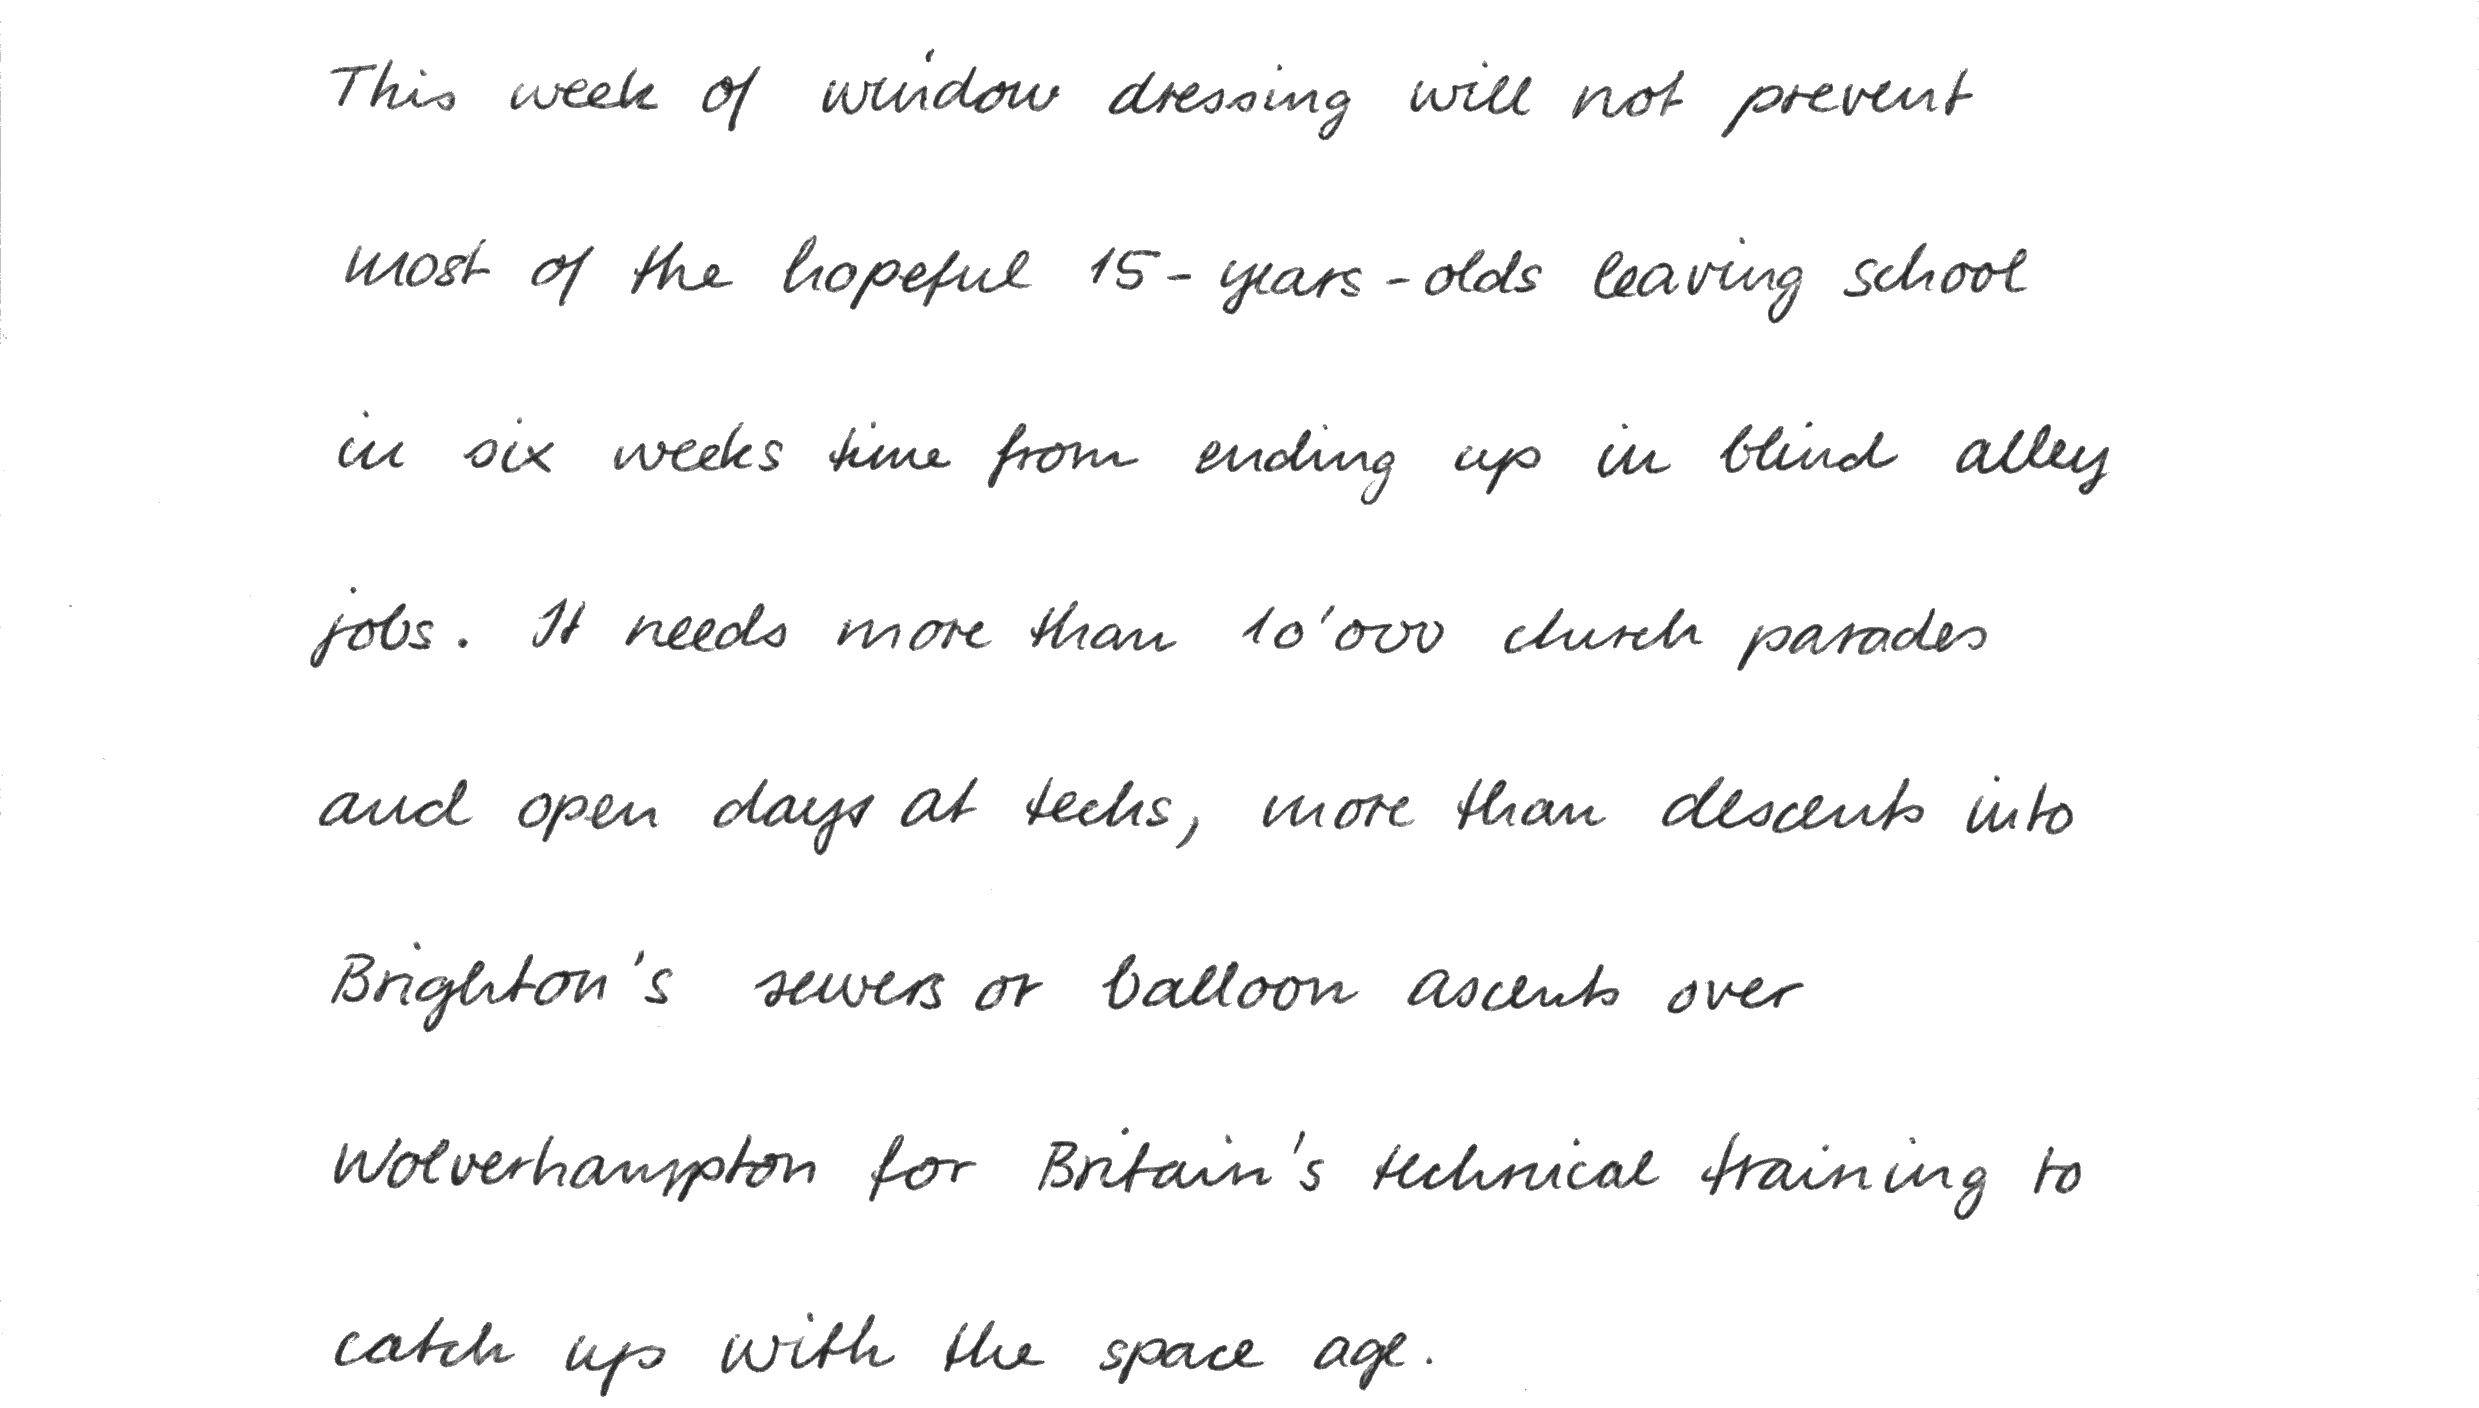 This week of window dressing will not prevent
most of the hopeful 15-years-olds leaving school
in six weeks time from ending up in blind alley
jobs. It needs more than 10'000 church parades
and open days at techs, more than descents into
Brighton's sewers or balloon ascents over
Wolverhampton for Britain's technical training to
catch up with the space age.